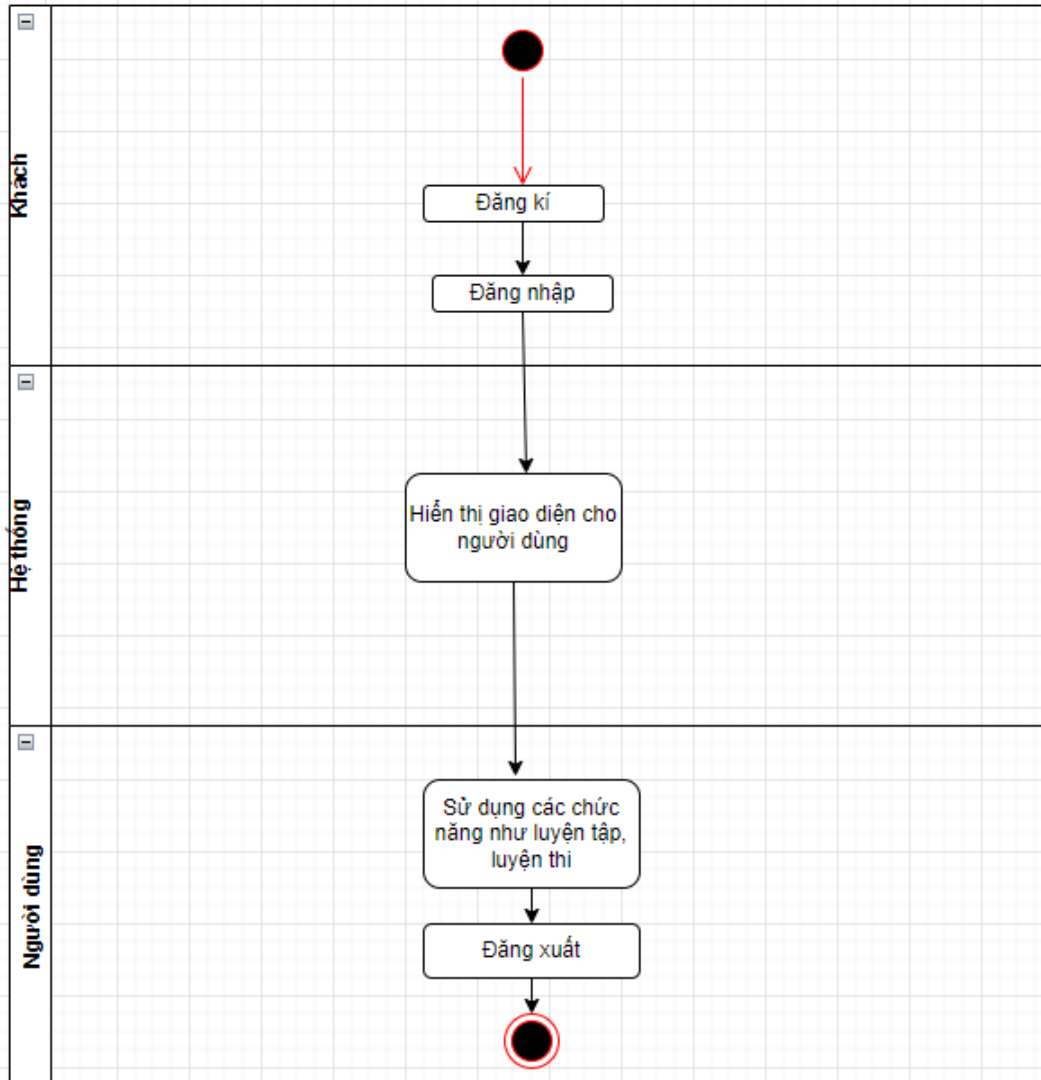 Khách
Đăng kí
Đăng nhập
Hệ thống
Hiển thị giao diện cho
người dùng
Người dùng
Sử dụng các chức
năng như luyện tập,
luyện thi
Đăng xuất